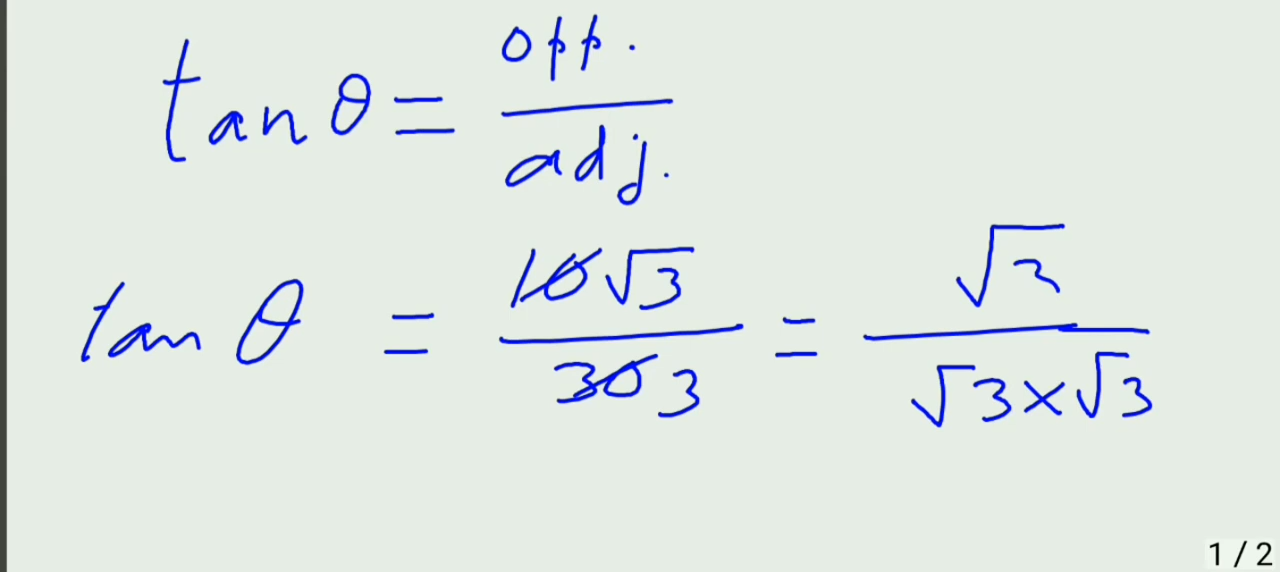 tan θ = opp. / adj.
tan θ = 10√3 / 30 3 = √3 / √3×√3
1 / 2